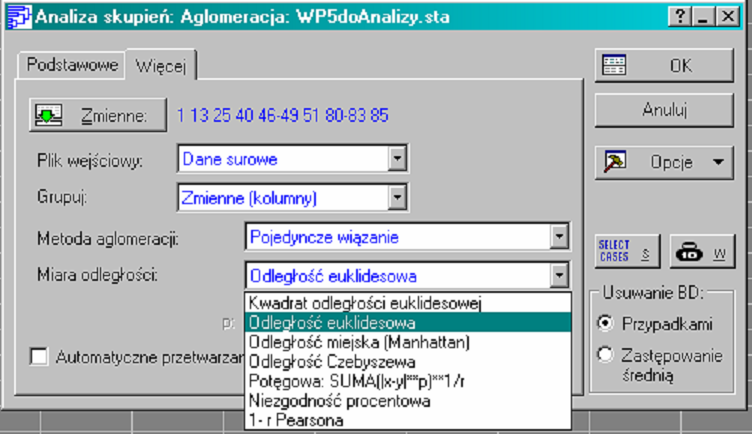 Analiza skupień: Aglomeracja: WP5doAnalizy.sta
Podstawowe Więcej
OK
Zmienne: 1 13 25 40 46-49 51 80-83 85
Anuluj
Plik wejściowy: Dane surowe
Opcje
Grupuj: Zmienne (kolumny)
Metoda aglomeracji: Pojedyncze wiązanie
SELECT CASES S W
Miara odległości: Odległość euklidesowa
Usuwanie BD:
Kwadrat odległości euklidesowej
p: Odległość euklidesowa
Przypadkami
Odległość miejska (Manhattan)
Automatyczne przetwarzan
Odległość Czebyszewa
Zastępowanie średnią
Potęgowa: SUMA(|x-y|**p)**1/r
Niezgodność procentowa
1- r Pearsona